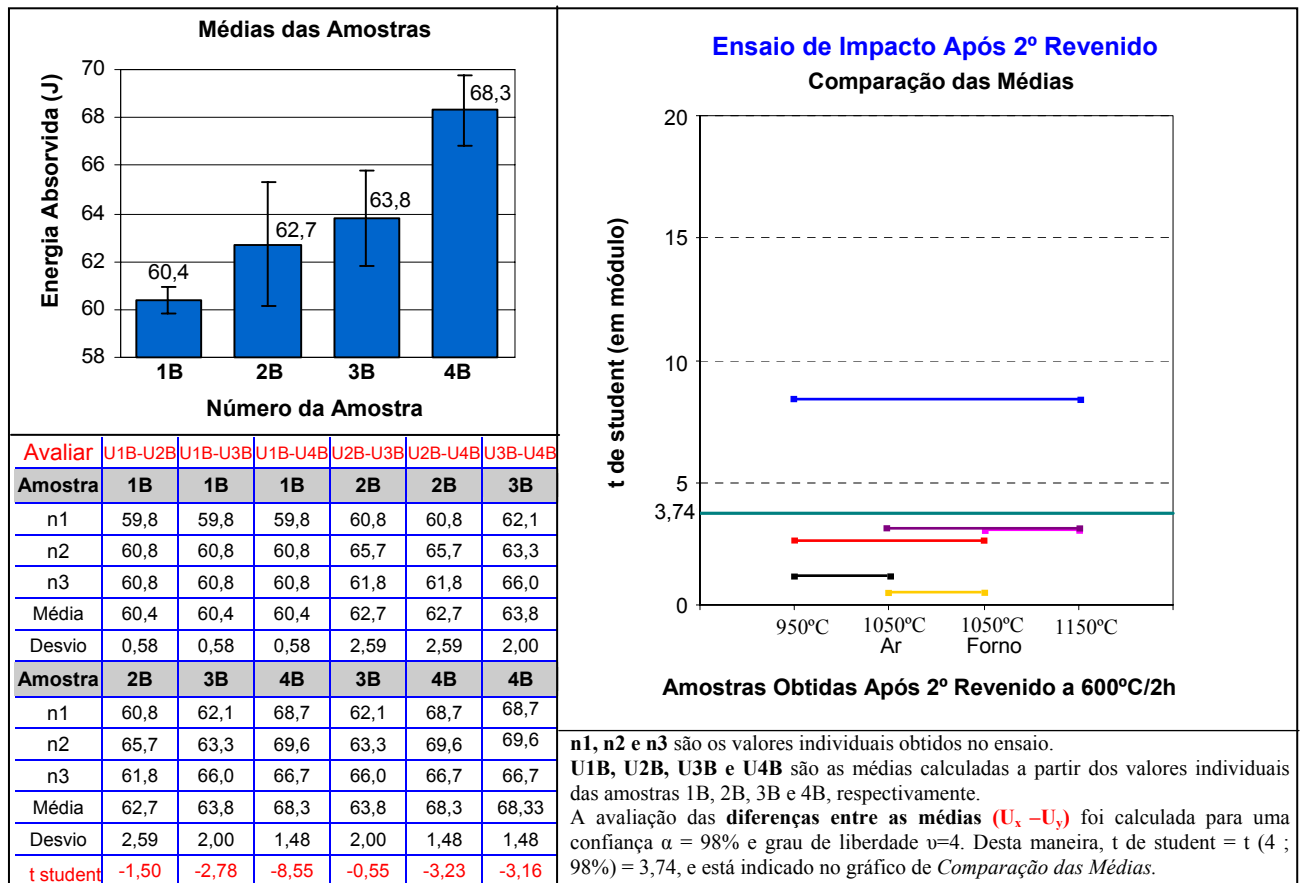 Médias das Amostras
Energia Absorvida (J)
70
68
66
64
62
60
58
60,4
62,7
63,8
68,3
1B 2B 3B 4B
Número da Amostra
Avaliar U1B-U2B U1B-U3B U1B-U4B U2B-U3B U2B-U4B U3B-U4B
Amostra 1B 1B 1B 2B 2B 3B
n1 59,8 59,8 59,8 60,8 60,8 62,1
n2 60,8 60,8 60,8 65,7 65,7 63,3
n3 60,8 60,8 60,8 61,8 61,8 66,0
Média 60,4 60,4 60,4 62,7 62,7 63,8
Desvio 0,58 0,58 0,58 2,59 2,59 2,00
Amostra 2B 3B 4B 3B 4B 4B
n1 60,8 62,1 68,7 62,1 68,7 68,7
n2 65,7 63,3 69,6 63,3 69,6 69,6
n3 61,8 66,0 66,7 66,0 66,7 66,7
Média 62,7 63,8 68,3 63,8 68,3 68,33
Desvio 2,59 2,00 1,48 2,00 1,48 1,48
t student -1,50 -2,78 -8,55 -0,55 -3,23 -3,16
Ensaio de Impacto Após 2º Revenido
Comparação das Médias
t de student (em módulo)
20
15
10
5
3,74
0
950ºC 1050ºC 1050ºC 1150ºC
Ar Forno
Amostras Obtidas Após 2º Revenido a 600ºC/2h
n1, n2 e n3 são os valores individuais obtidos no ensaio.
U1B, U2B, U3B e U4B são as médias calculadas a partir dos valores individuais
das amostras 1B, 2B, 3B e 4B, respectivamente.
A avaliação das diferenças entre as médias (Ux –Uy) foi calculada para uma
confiança α = 98% e grau de liberdade υ=4. Desta maneira, t de student = t (4 ;
98%) = 3,74, e está indicado no gráfico de Comparação das Médias.